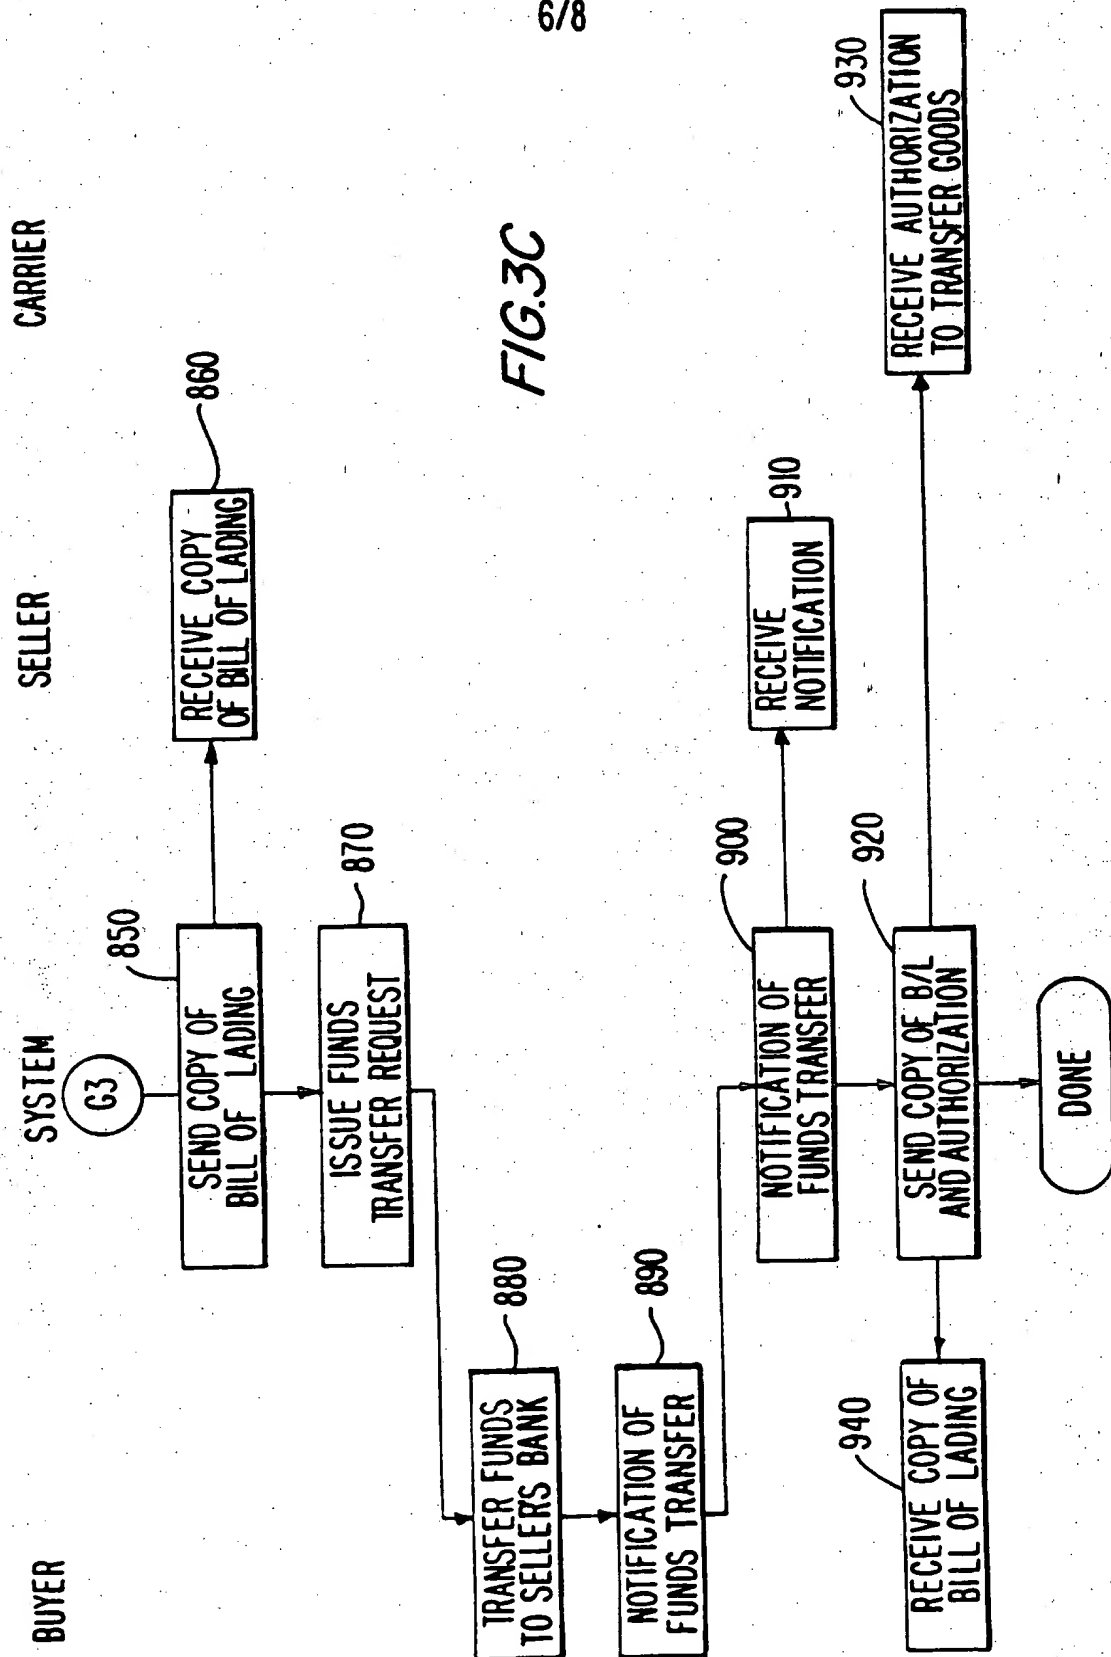 6/8
BUYER
SYSTEM
SELLER
CARRIER
G3
850
SEND COPY OF
BILL OF LADING
860
RECEIVE COPY
OF BILL OF LADING
870
ISSUE FUNDS
TRANSFER REQUEST
880
TRANSFER FUNDS
TO SELLER'S BANK
890
NOTIFICATION OF
FUNDS TRANSFER
900
NOTIFICATION OF
FUNDS TRANSFER
910
RECEIVE
NOTIFICATION
920
SEND COPY OF B/L
AND AUTHORIZATION
930
RECEIVE AUTHORIZATION
TO TRANSFER GOODS
940
RECEIVE COPY OF
BILL OF LADING
DONE
FIG.3C